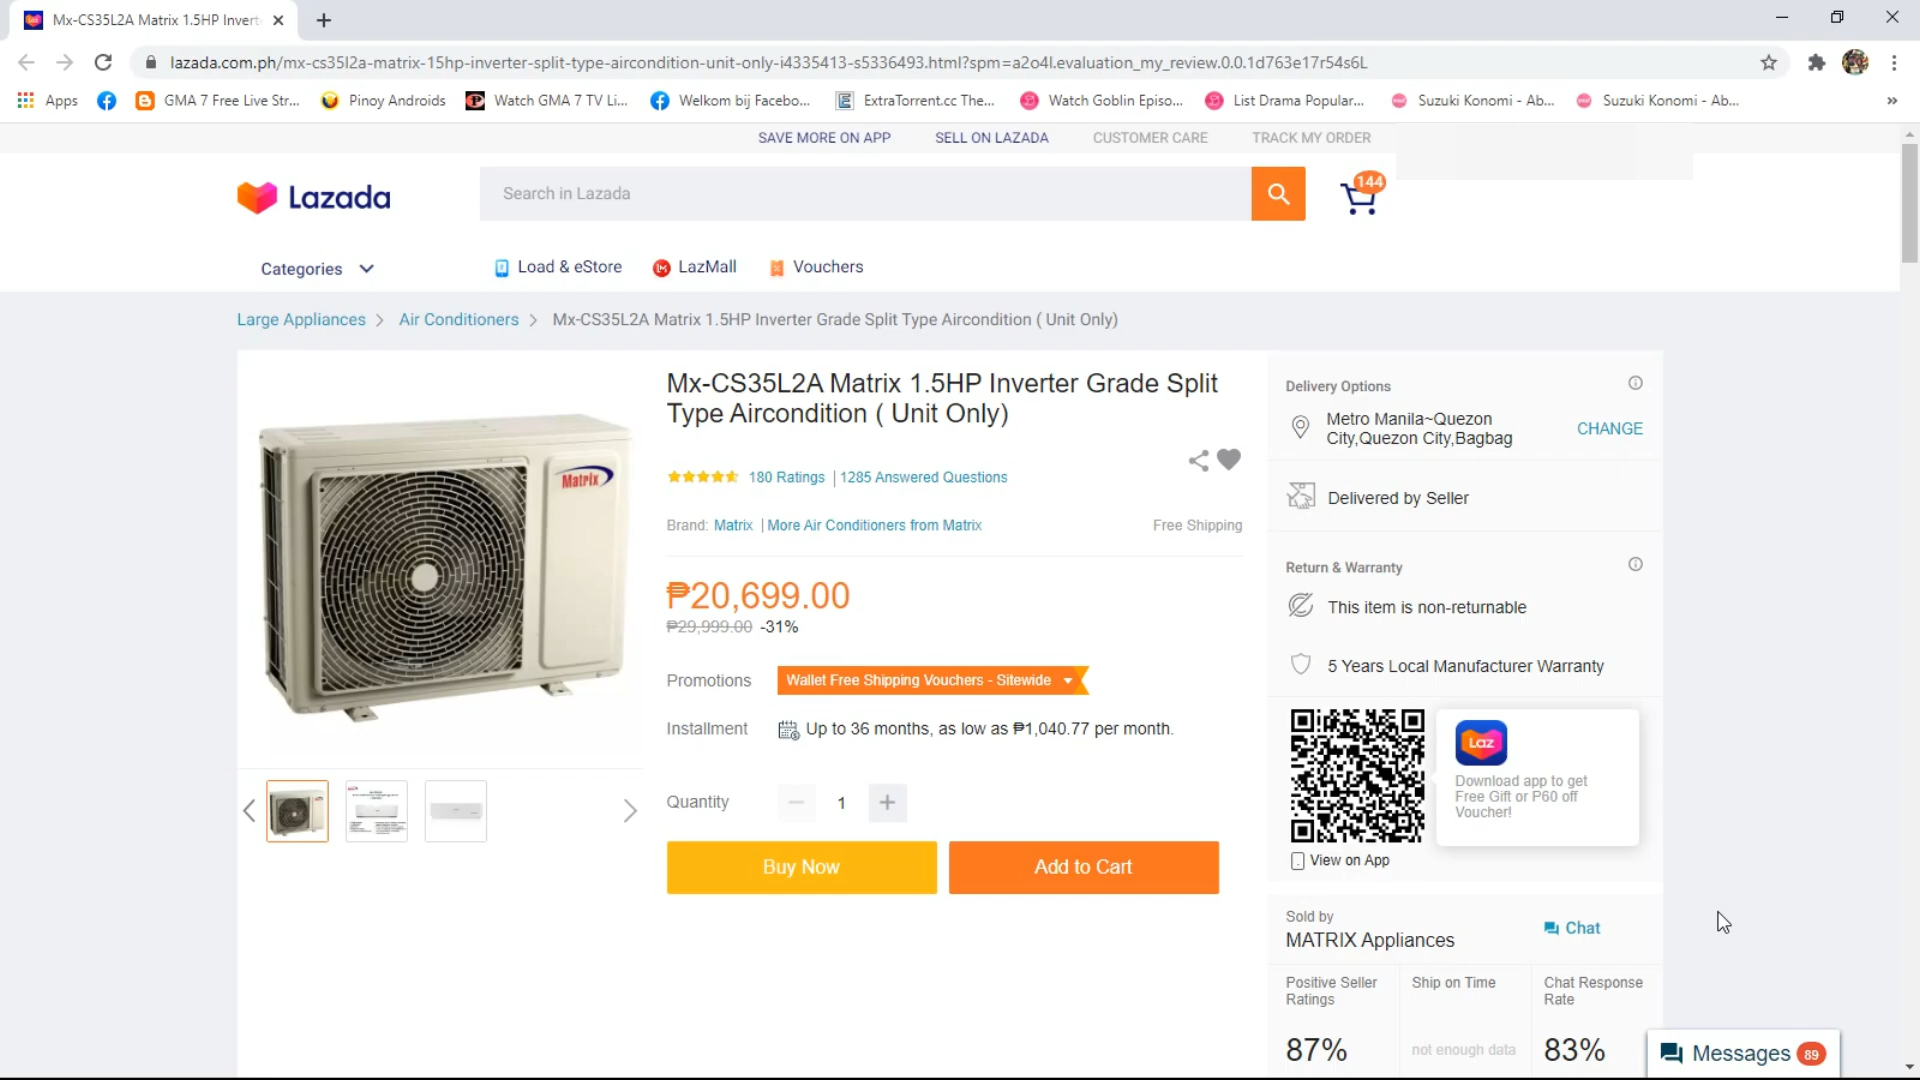 Mx-CS35L2A Matrix 1.5HP Invert
lazada.com.ph/mx-cs35l2a-matrix-15hp-inverter-split-type-aircondition-unit-only-i4335413-s5336493.html?spm=a2o4l.evaluation_my_review.0.0.1d763e17r54s6L
Apps GMA 7 Free Live Str... Pinoy Androids Watch GMA 7 TV Li... Welkom bij Facebo... ExtraTorrent.cc The... Watch Goblin Episo... List Drama Popular... Suzuki Konomi - Ab... Suzuki Konomi - Ab...
SAVE MORE ON APP SELL ON LAZADA CUSTOMER CARE TRACK MY ORDER
Lazada
Search in Lazada
144
Categories Load & eStore LazMall Vouchers
Large Appliances > Air Conditioners > Mx-CS35L2A Matrix 1.5HP Inverter Grade Split Type Aircondition ( Unit Only)
Matrix
Mx-CS35L2A Matrix 1.5HP Inverter Grade Split
Type Aircondition ( Unit Only)
180 Ratings | 1285 Answered Questions
Brand: Matrix | More Air Conditioners from Matrix Free Shipping
₱20,699.00
₱29,999.00 -31%
Promotions Wallet Free Shipping Vouchers - Sitewide
Installment Up to 36 months, as low as ₱1,040.77 per month.
Quantity 1
Buy Now Add to Cart
Delivery Options
Metro Manila~Quezon
City,Quezon City,Bagbag
CHANGE
Delivered by Seller
Return & Warranty
This item is non-returnable
5 Years Local Manufacturer Warranty
Laz
Download app to get
Free Gift or P60 off
Voucher!
View on App
Sold by
MATRIX Appliances
Chat
Positive Seller
Ratings
87%
Ship on Time
not enough data
Chat Response
Rate
83%
Messages 89